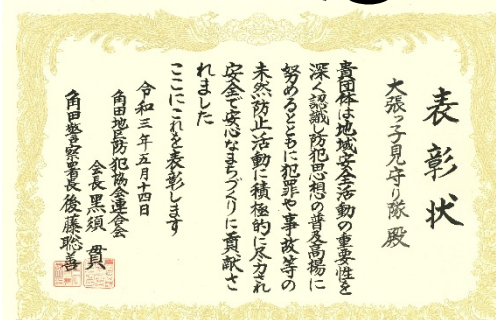 表彰状
大張っ子見守り隊 殿
貴団体は地域安全活動の重要性を
深く認識し防犯思想の普及高揚に
努めるとともに犯罪や事故等の
未然防止活動に積極的に尽力され
安全で安心なまちづくりに貢献さ
れました
ここにこれを表彰します
令和三年五月十四日
角田地区防犯協会連合会
会長 黒須 貫
角田警察署長 後藤聡善